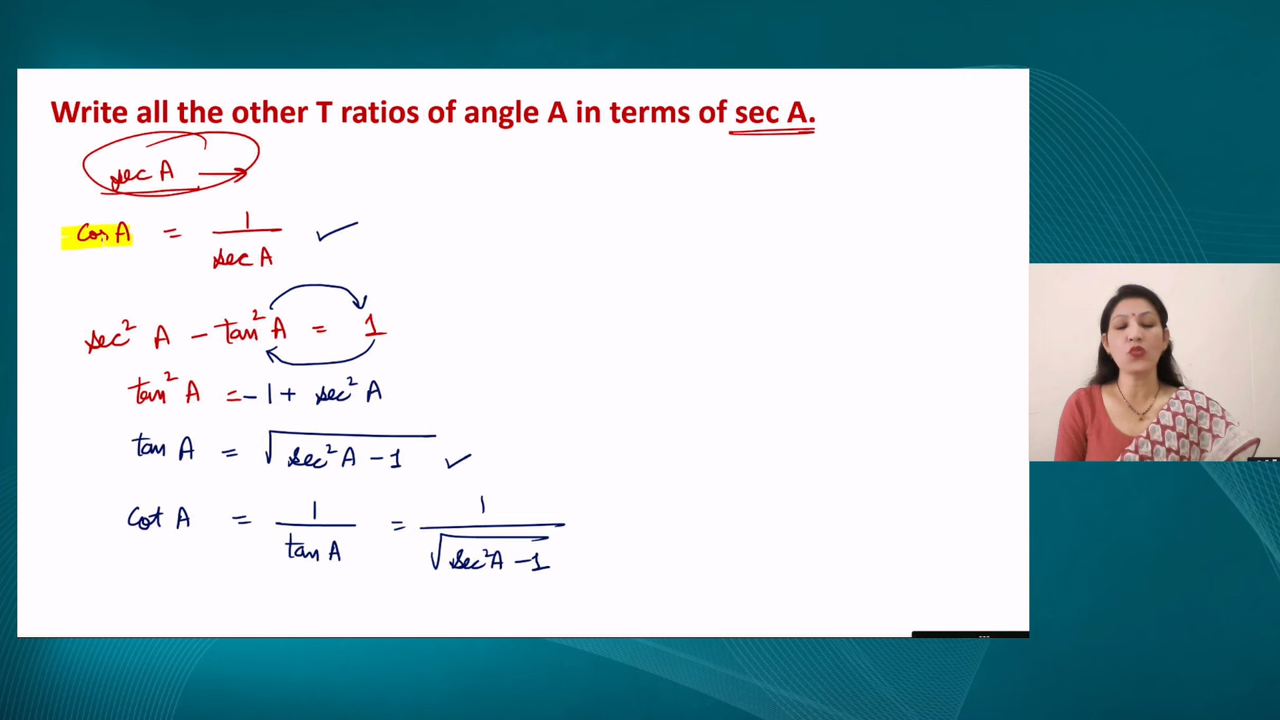 Write all the other T ratios of angle A in terms of sec A.
sec A →
cos A = 1/sec A ✓
sec² A - tan² A = 1
tan² A = -1 + sec² A
tan A = √(sec² A - 1) ✓
cot A = 1/tan A = 1/√(sec² A - 1)